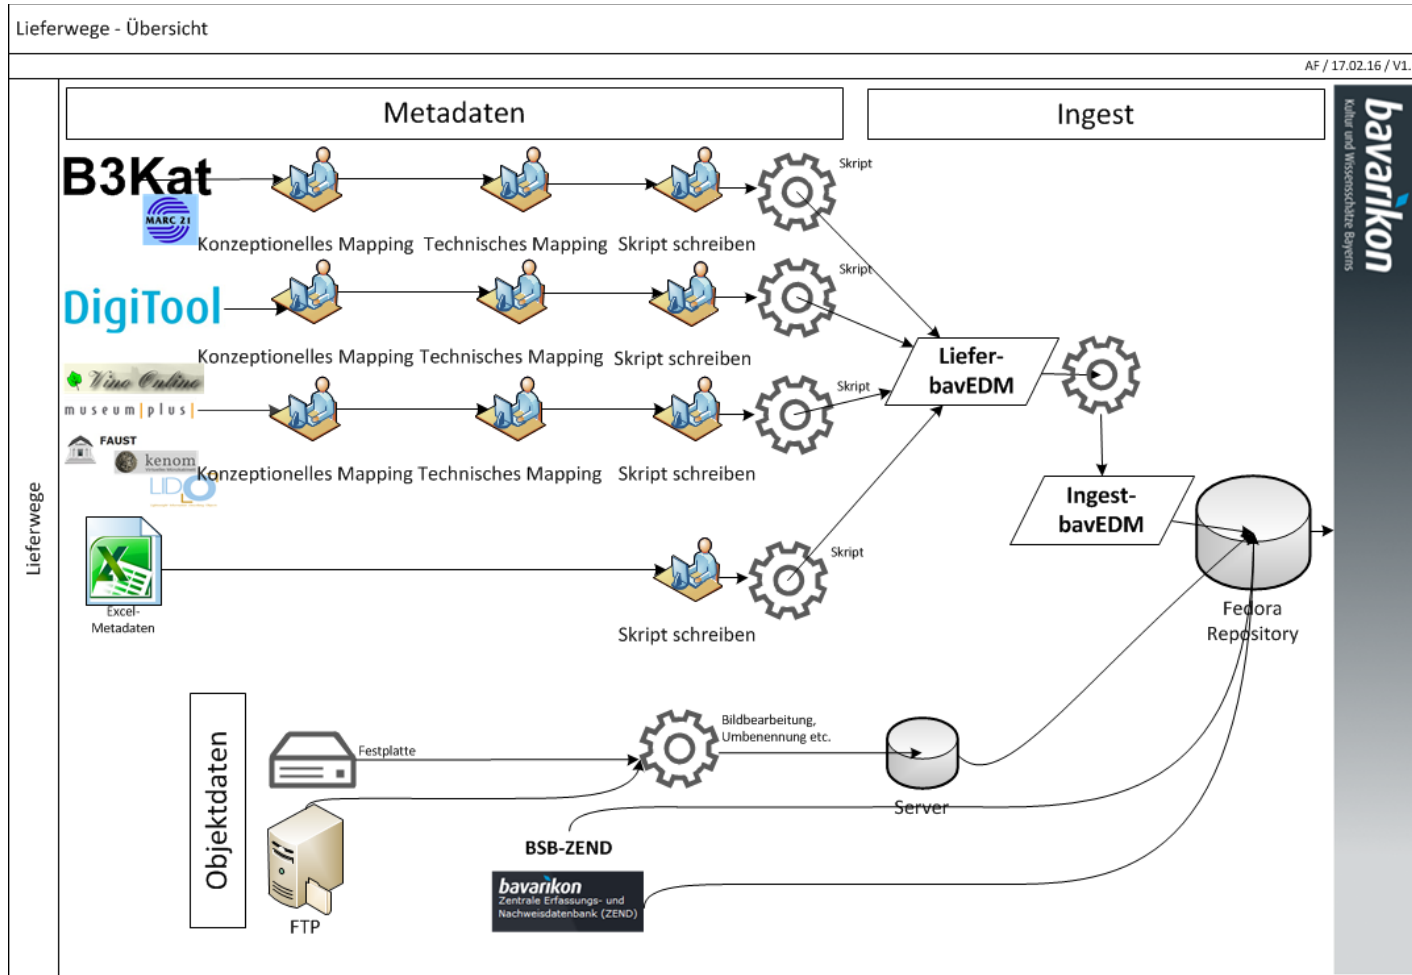 Lieferwege - Übersicht
AF / 17.02.16 / V1.
Lieferwege
Metadaten
Ingest
bavarikon
Kultur und Wissensschätze Bayerns
B3Kat
MARC 21
Konzeptionelles Mapping
Technisches Mapping
Skript schreiben
Skript
DigiTool
Konzeptionelles Mapping
Technisches Mapping
Skript schreiben
Skript
Vino Online
museum|plus|
FAUST
kenom
LIDO
Konzeptionelles Mapping
Technisches Mapping
Skript schreiben
Skript
Excel-
Metadaten
Skript schreiben
Skript
Liefer-
bavEDM
Ingest-
bavEDM
Fedora
Repository
Objektdaten
Festplatte
FTP
Bildbearbeitung,
Umbenennung etc.
Server
BSB-ZEND
bavarikon
Zentrale Erfassungs- und
Nachweisdatenbank (ZEND)